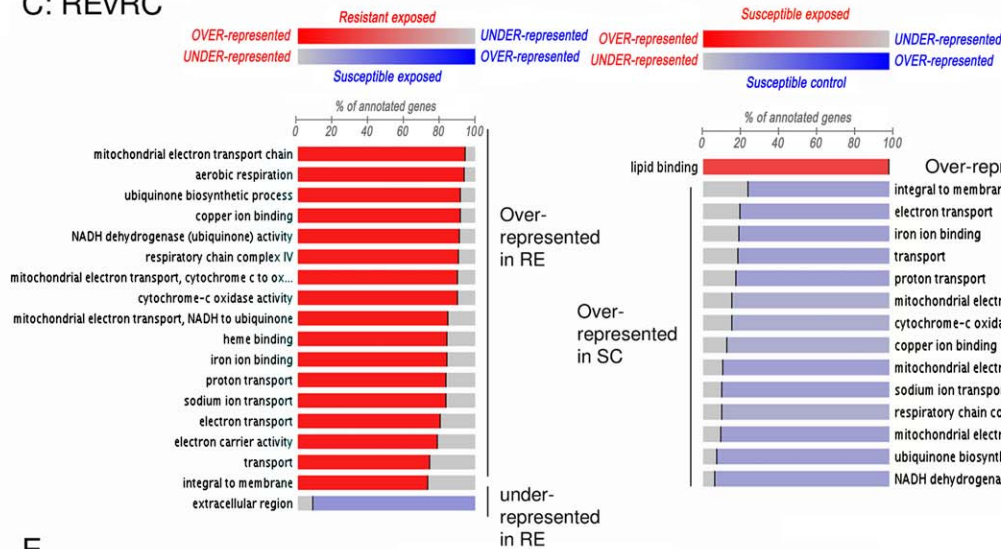 C: REVRC
Resistant exposed
OVER-represented UNDER-represented
UNDER-represented OVER-represented
Susceptible exposed
% of annotated genes
0 20 40 60 80 100
mitochondrial electron transport chain
aerobic respiration
ubiquinone biosynthetic process
copper ion binding
NADH dehydrogenase (ubiquinone) activity
respiratory chain complex IV
mitochondrial electron transport, cytochrome c to ox...
cytochrome-c oxidase activity
mitochondrial electron transport, NADH to ubiquinone
heme binding
iron ion binding
proton transport
sodium ion transport
electron transport
electron carrier activity
transport
integral to membrane
extracellular region
Over-
represented
in RE
under-
represented
in RE
Susceptible exposed
OVER-represented UNDER-represented
UNDER-represented OVER-represented
Susceptible control
% of annotated genes
0 20 40 60 80 100
lipid binding Over-rep
Over-
represented
in SC
integral to membran
electron transport
iron ion binding
transport
proton transport
mitochondrial electr
cytochrome-c oxida
copper ion binding
mitochondrial electr
sodium ion transpo
respiratory chain co
mitochondrial electr
ubiquinone biosynth
NADH dehydrogena